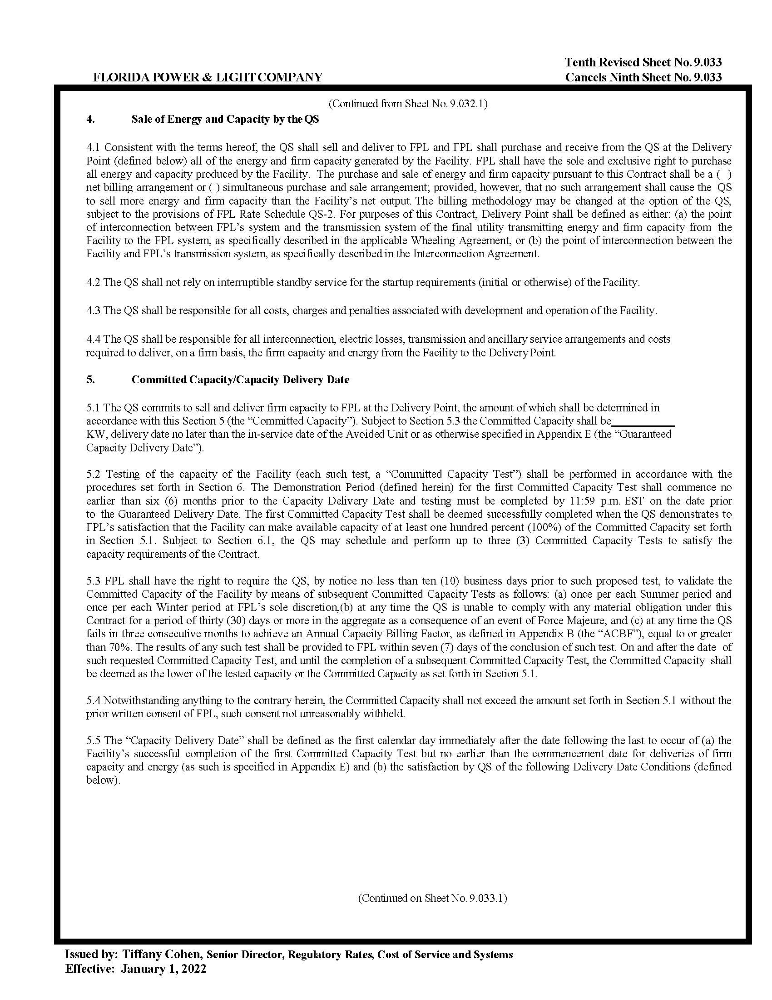 Tenth Revised Sheet No. 9.033
FLORIDA POWER & LIGHT COMPANY
Cancels Ninth Sheet No. 9.033
(Continued from Sheet No. 9.032.1)
4. Sale of Energy and Capacity by the QS
4.1 Consistent with the terms hereof, the QS shall sell and deliver to FPL and FPL shall purchase and receive from the QS at the Delivery
Point (defined below) all of the energy and firm capacity generated by the Facility. FPL shall have the sole and exclusive right to purchase
all energy and capacity produced by the Facility. The purchase and sale of energy and firm capacity pursuant to this Contract shall be a ( )
net billing arrangement or ( ) simultaneous purchase and sale arrangement; provided, however, that no such arrangement shall cause the QS
to sell more energy and firm capacity than the Facility’s net output. The billing methodology may be changed at the option of the QS,
subject to the provisions of FPL Rate Schedule QS-2. For purposes of this Contract, Delivery Point shall be defined as either: (a) the point
of interconnection between FPL’s system and the transmission system of the final utility transmitting energy and firm capacity from the
Facility to the FPL system, as specifically described in the applicable Wheeling Agreement, or (b) the point of interconnection between the
Facility and FPL’s transmission system, as specifically described in the Interconnection Agreement.
4.2 The QS shall not rely on interruptible standby service for the startup requirements (initial or otherwise) of the Facility.
4.3 The QS shall be responsible for all costs, charges and penalties associated with development and operation of the Facility.
4.4 The QS shall be responsible for all interconnection, electric losses, transmission and ancillary service arrangements and costs
required to deliver, on a firm basis, the firm capacity and energy from the Facility to the Delivery Point.
5. Committed Capacity/Capacity Delivery Date
5.1 The QS commits to sell and deliver firm capacity to FPL at the Delivery Point, the amount of which shall be determined in
accordance with this Section 5 (the “Committed Capacity”). Subject to Section 5.3 the Committed Capacity shall be___________
KW, delivery date no later than the in-service date of the Avoided Unit or as otherwise specified in Appendix E (the “Guaranteed
Capacity Delivery Date”).
5.2 Testing of the capacity of the Facility (each such test, a “Committed Capacity Test”) shall be performed in accordance with the
procedures set forth in Section 6. The Demonstration Period (defined herein) for the first Committed Capacity Test shall commence no
earlier than six (6) months prior to the Capacity Delivery Date and testing must be completed by 11:59 p.m. EST on the date prior
to the Guaranteed Delivery Date. The first Committed Capacity Test shall be deemed successfully completed when the QS demonstrates to
FPL’s satisfaction that the Facility can make available capacity of at least one hundred percent (100%) of the Committed Capacity set forth
in Section 5.1. Subject to Section 6.1, the QS may schedule and perform up to three (3) Committed Capacity Tests to satisfy the
capacity requirements of the Contract.
5.3 FPL shall have the right to require the QS, by notice no less than ten (10) business days prior to such proposed test, to validate the
Committed Capacity of the Facility by means of subsequent Committed Capacity Tests as follows: (a) once per each Summer period and
once per each Winter period at FPL’s sole discretion,(b) at any time the QS is unable to comply with any material obligation under this
Contract for a period of thirty (30) days or more in the aggregate as a consequence of an event of Force Majeure, and (c) at any time the QS
fails in three consecutive months to achieve an Annual Capacity Billing Factor, as defined in Appendix B (the “ACBF”), equal to or greater
than 70%. The results of any such test shall be provided to FPL within seven (7) days of the conclusion of such test. On and after the date of
such requested Committed Capacity Test, and until the completion of a subsequent Committed Capacity Test, the Committed Capacity shall
be deemed as the lower of the tested capacity or the Committed Capacity as set forth in Section 5.1.
5.4 Notwithstanding anything to the contrary herein, the Committed Capacity shall not exceed the amount set forth in Section 5.1 without the
prior written consent of FPL, such consent not unreasonably withheld.
5.5 The “Capacity Delivery Date” shall be defined as the first calendar day immediately after the date following the last to occur of (a) the
Facility’s successful completion of the first Committed Capacity Test but no earlier than the commencement date for deliveries of firm
capacity and energy (as such is specified in Appendix E) and (b) the satisfaction by QS of the following Delivery Date Conditions (defined
below).
(Continued on Sheet No. 9.033.1)
Issued by: Tiffany Cohen, Senior Director, Regulatory Rates, Cost of Service and Systems
Effective: January 1, 2022